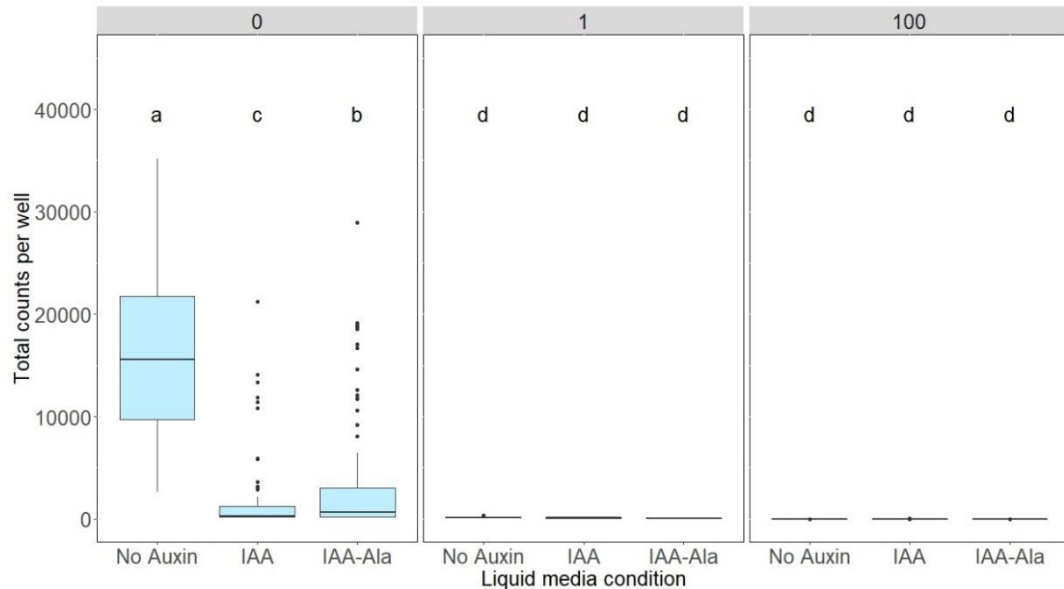 0 1 100
a c b d d d d d d
40000
30000
20000
10000
0
Total counts per well
No Auxin IAA IAA-Ala No Auxin IAA IAA-Ala No Auxin IAA IAA-Ala
Liquid media condition